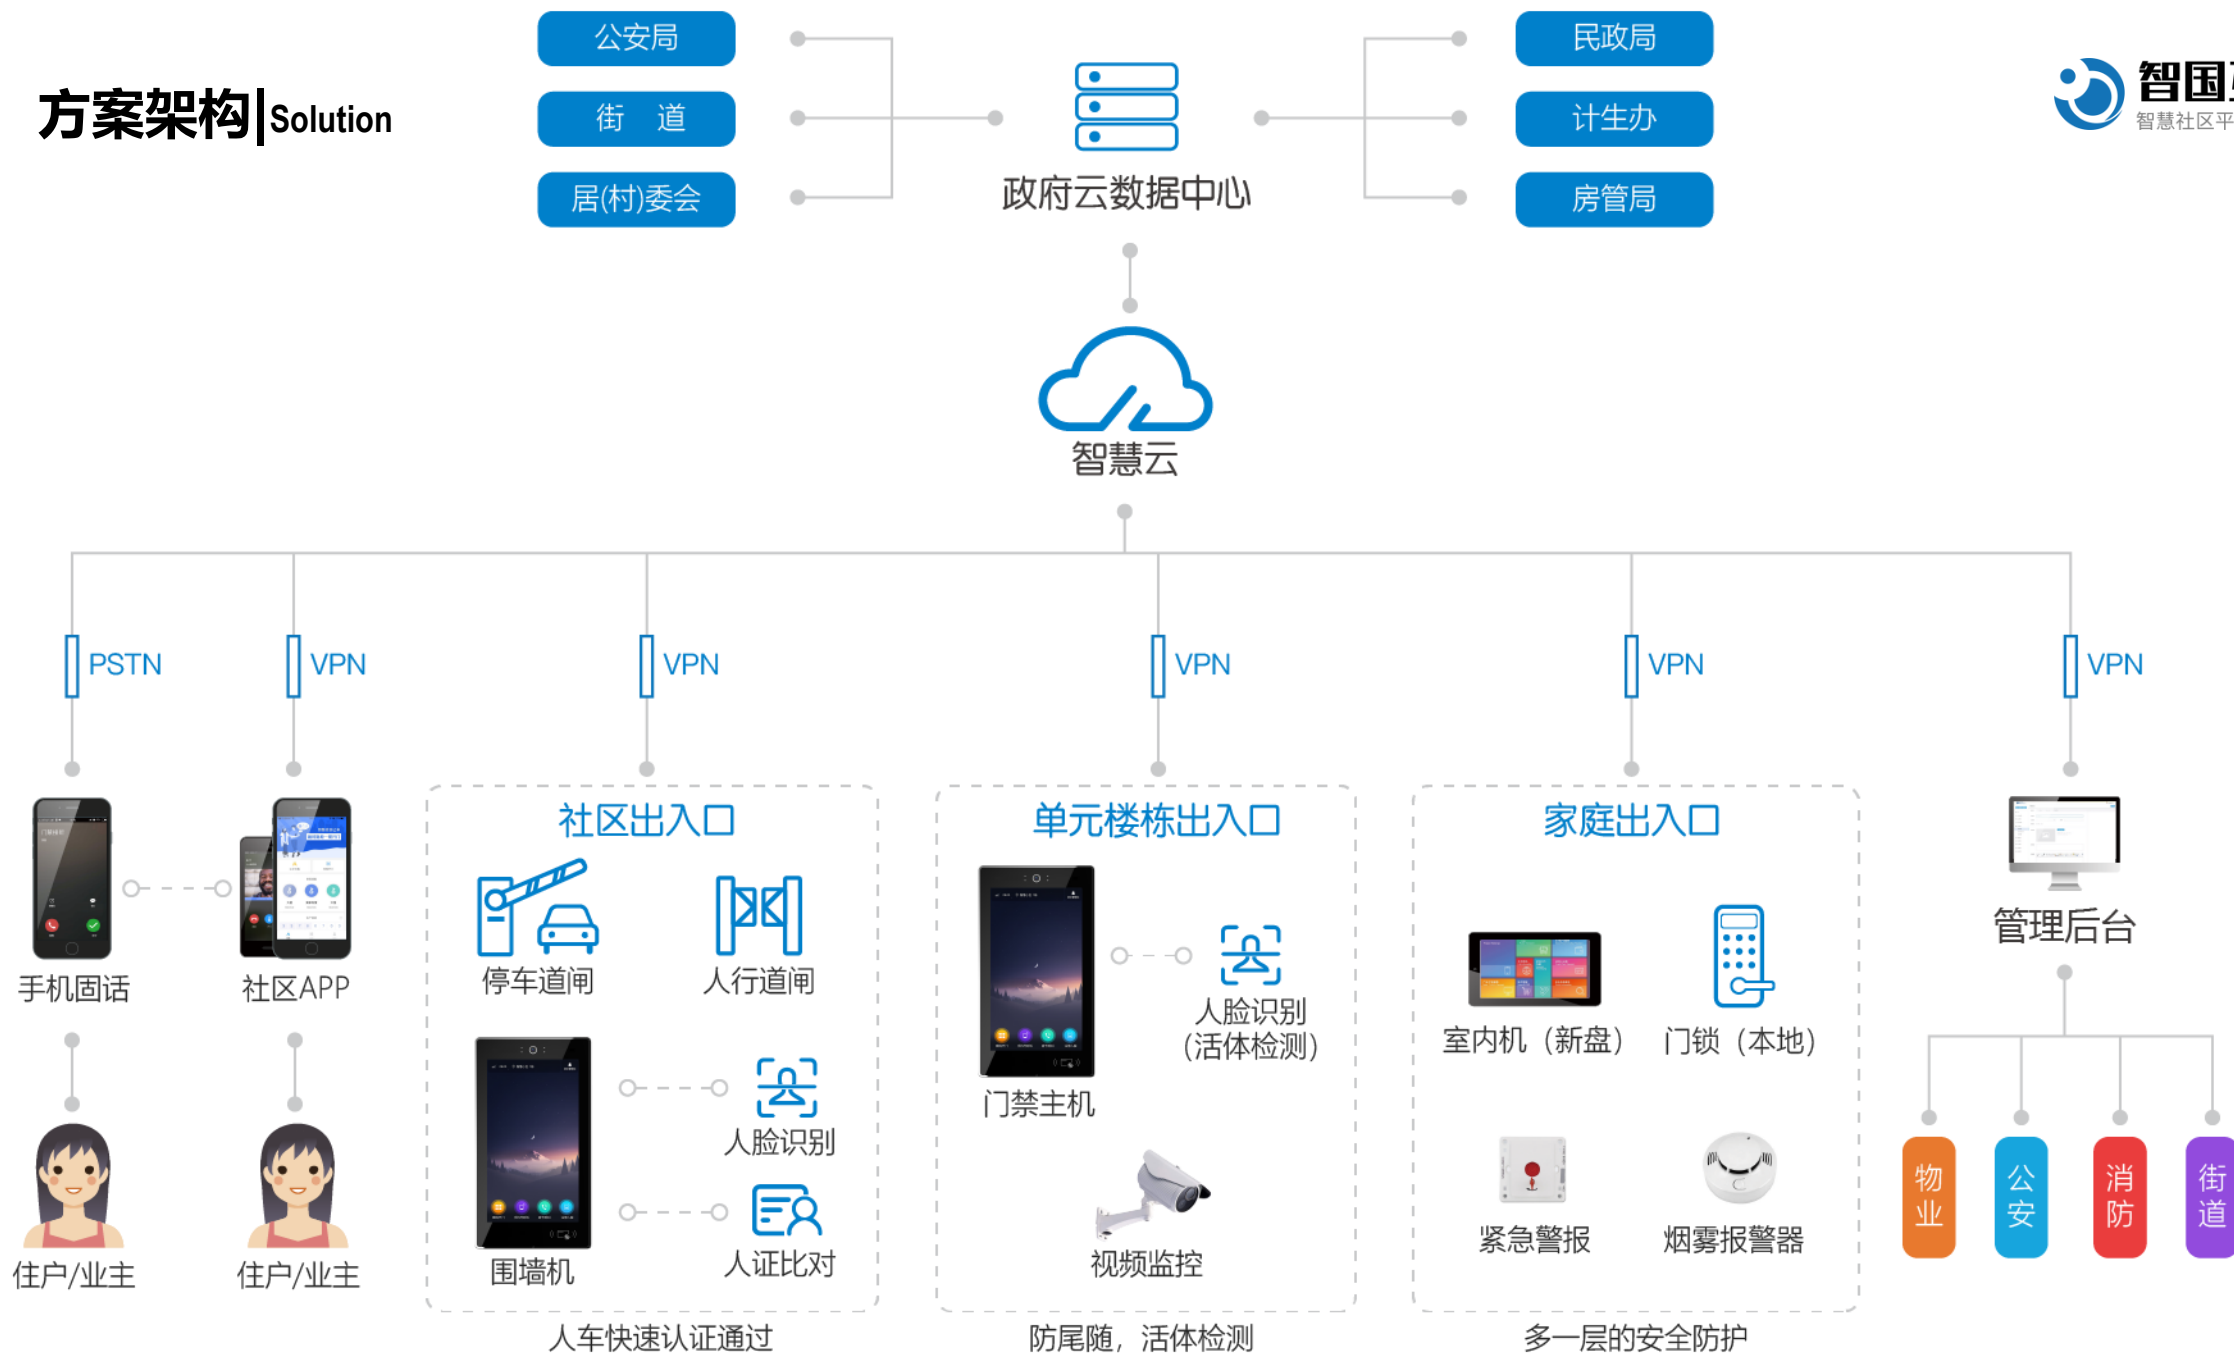 方案架构|Solution
公安局
街 道
居(村)委会
政府云数据中心
民政局
计生办
房管局
智国
智慧社区平
智慧云
PSTN
VPN
VPN
VPN
VPN
VPN
手机固话
住户/业主
社区APP
住户/业主
社区出入口
停车道闸
人行道闸
围墙机
人脸识别
人证比对
人车快速认证通过
单元楼栋出入口
门禁主机
人脸识别
(活体检测)
视频监控
防尾随, 活体检测
家庭出入口
室内机（新盘）
门锁（本地）
紧急警报
烟雾报警器
多一层的安全防护
管理后台
物业
公安
消防
街道